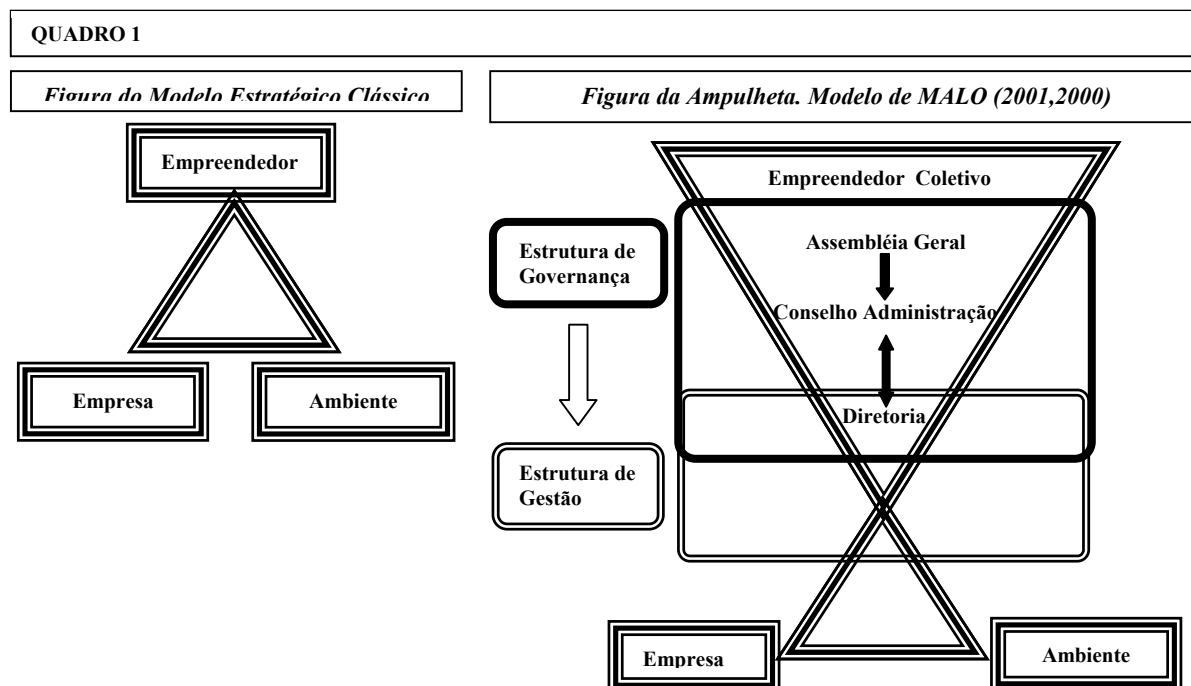 QUADRO 1
Figura do Modelo Estratégico Clássico
Empreendedor
Empresa
Ambiente
Figura da Ampulheta. Modelo de MALO (2001,2000)
Empreendedor Coletivo
Estrutura de
Governança
Assembléia Geral
Conselho Administração
Diretoria
Estrutura de
Gestão
Empresa
Ambiente